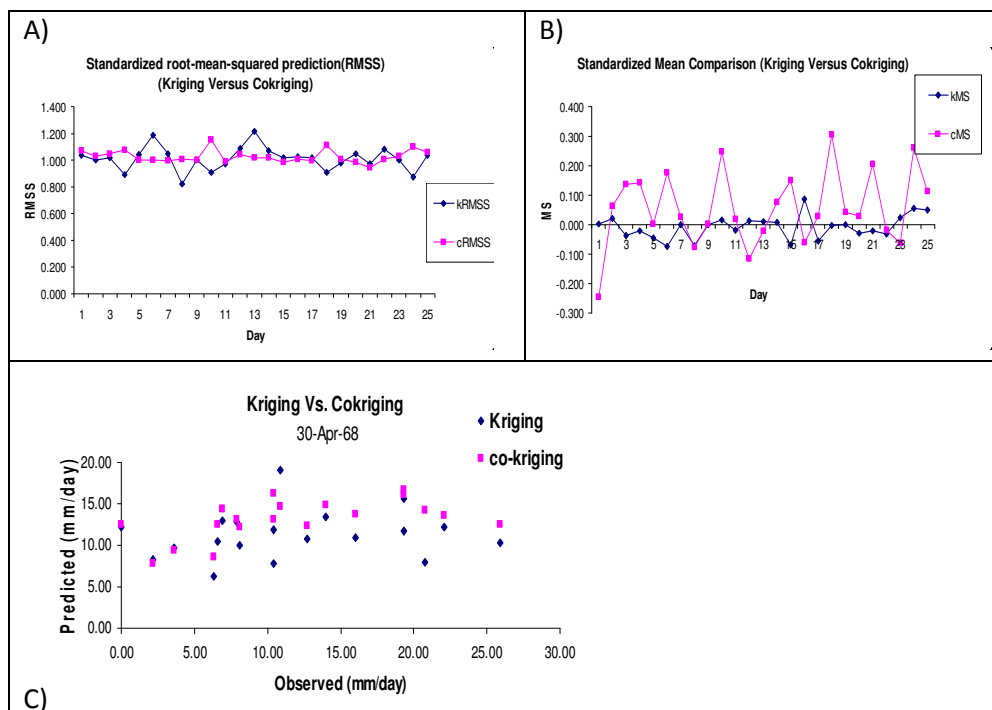 A)
Standardized root-mean-squared prediction(RMSS)
(Kriging Versus Cokriging)
1.400
1.200
1.000
0.800
0.600
0.400
0.200
0.000
RMSS
1 3 5 7 9 11 13 15 17 19 21 23 25
Day
kRMSS
cRMSS
B)
Standardized Mean Comparison (Kriging Versus Cokriging)
kMS
cMS
0.400
0.300
0.200
0.100
0.000
-0.100
-0.200
-0.300
MS
1 3 5 7 9 11 13 15 17 19 21 23 25
Day
Kriging Vs. Cokriging
30-Apr-68
Kriging
co-kriging
20.00
15.00
10.00
5.00
0.00
Predicted (mm/day)
0.00 5.00 10.00 15.00 20.00 25.00 30.00
Observed (mm/day)
C)